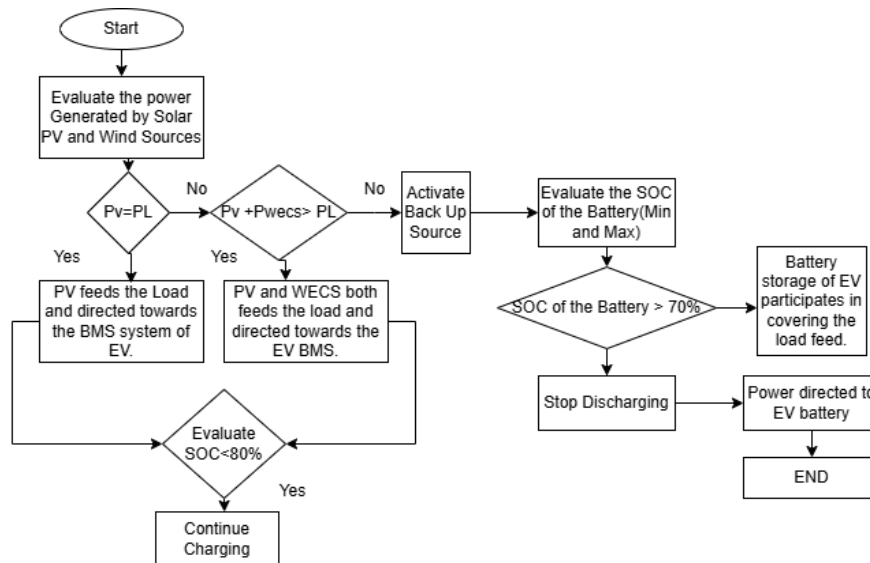 Start
Evaluate the power
Generated by Solar
PV and Wind Sources
Pv=PL
No
Pv +Pwecs> PL
No
Activate
Back Up
Source
Evaluate the SOC
of the Battery(Min
and Max)
Yes
Yes
PV feeds the Load
and directed towards
the BMS system of
EV.
PV and WECS both
feeds the load and
directed towards the
EV BMS.
SOC of the Battery > 70%
Battery
storage of EV
participates in
covering the
load feed.
Stop Discharging
Power directed to
EV battery
END
Evaluate
SOC<80%
Yes
Continue
Charging